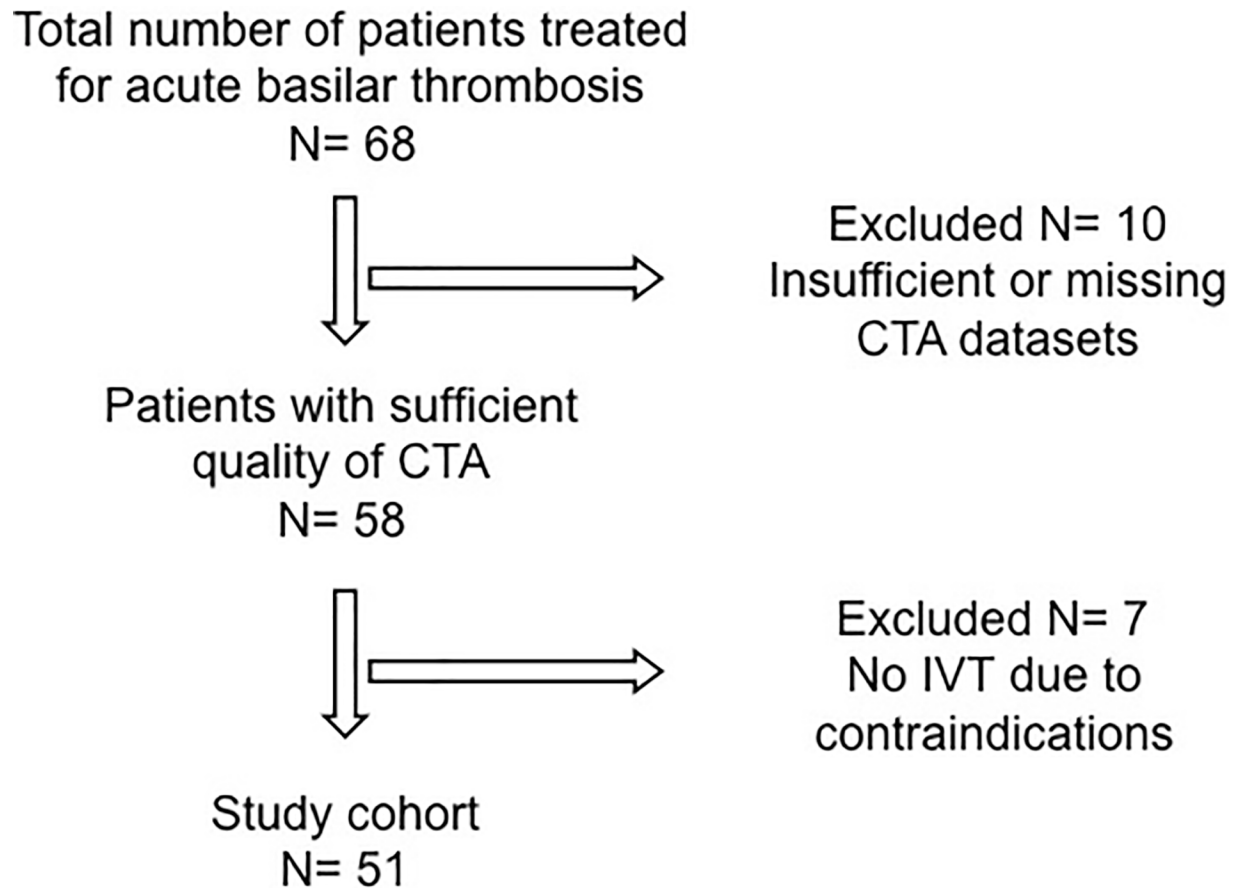 Total number of patients treated
for acute basilar thrombosis
N= 68
Excluded N= 10
Insufficient or missing
CTA datasets
Patients with sufficient
quality of CTA
N= 58
Excluded N= 7
No IVT due to
contraindications
Study cohort
N= 51